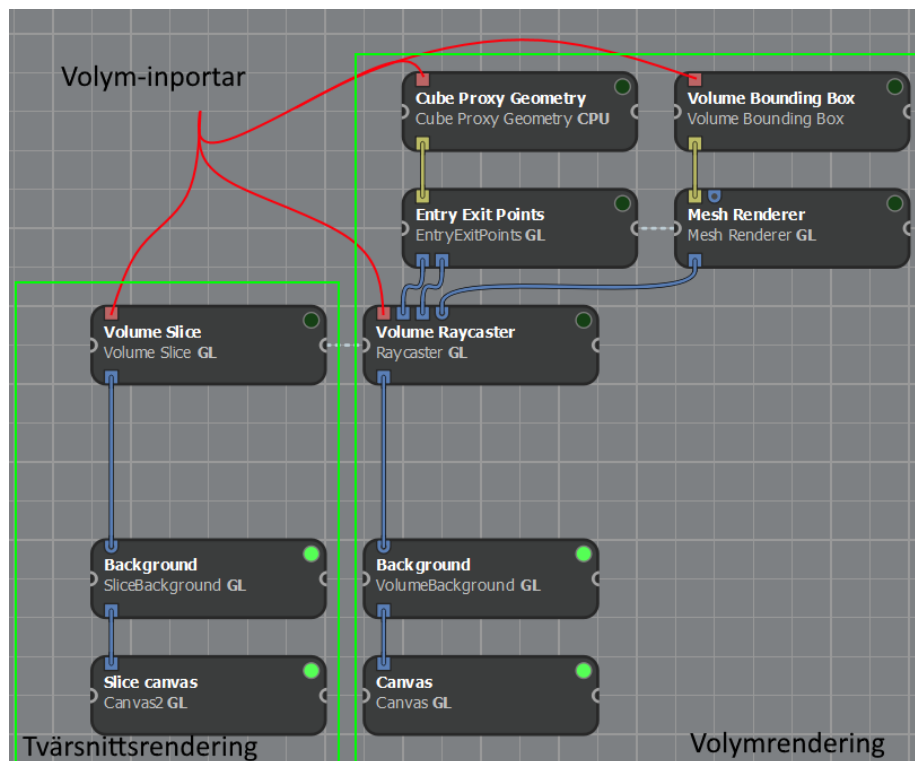 Volym-inportar
Cube Proxy Geometry
Cube Proxy Geometry CPU
Volume Bounding Box
Volume Bounding Box
Entry Exit Points
EntryExitPoints GL
Mesh Renderer
Mesh Renderer GL
Volume Slice
Volume Slice GL
Volume Raycaster
Raycaster GL
Background
SliceBackground GL
Background
VolumeBackground GL
Slice canvas
Canvas2 GL
Canvas
Canvas GL
Tvärsnittsrendering
Volymrendering